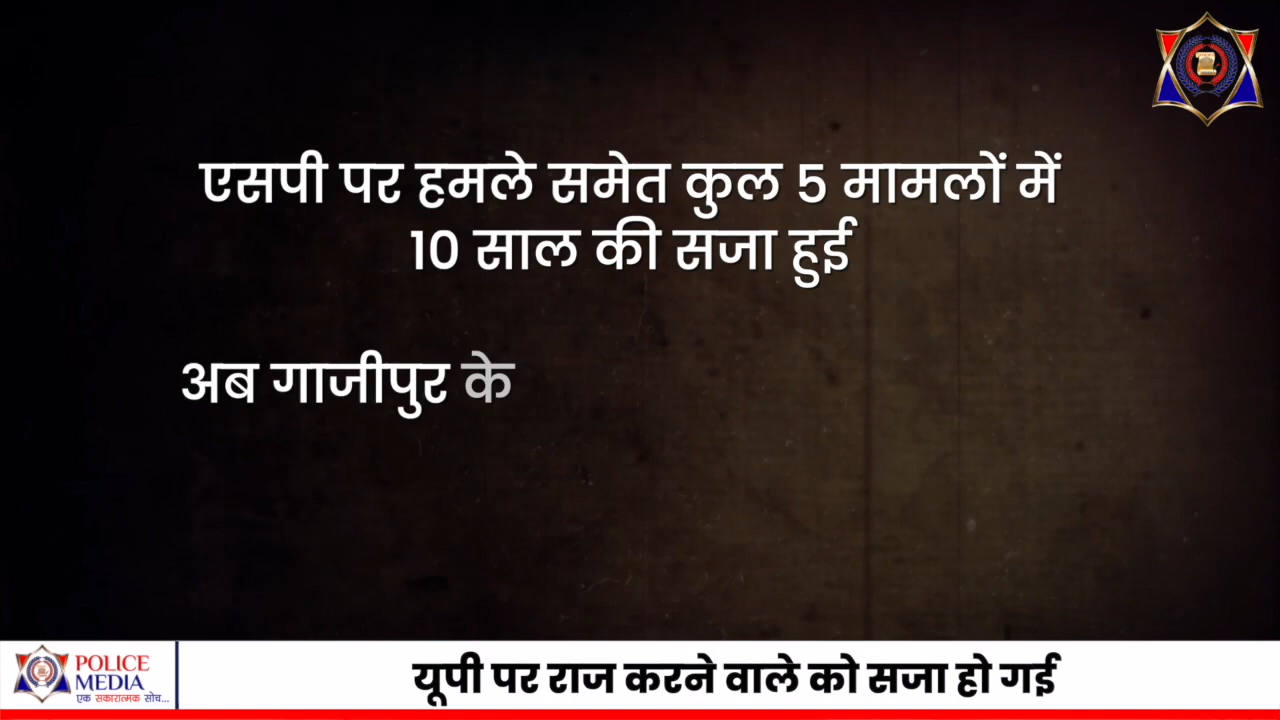 एसपी पर हमले समेत कुल 5 मामलों में
10 साल की सजा हुई
अब गाजीपुर के
POLICE
MEDIA
एक सकारात्मक सोच...
यूपी पर राज करने वाले को सजा हो गई